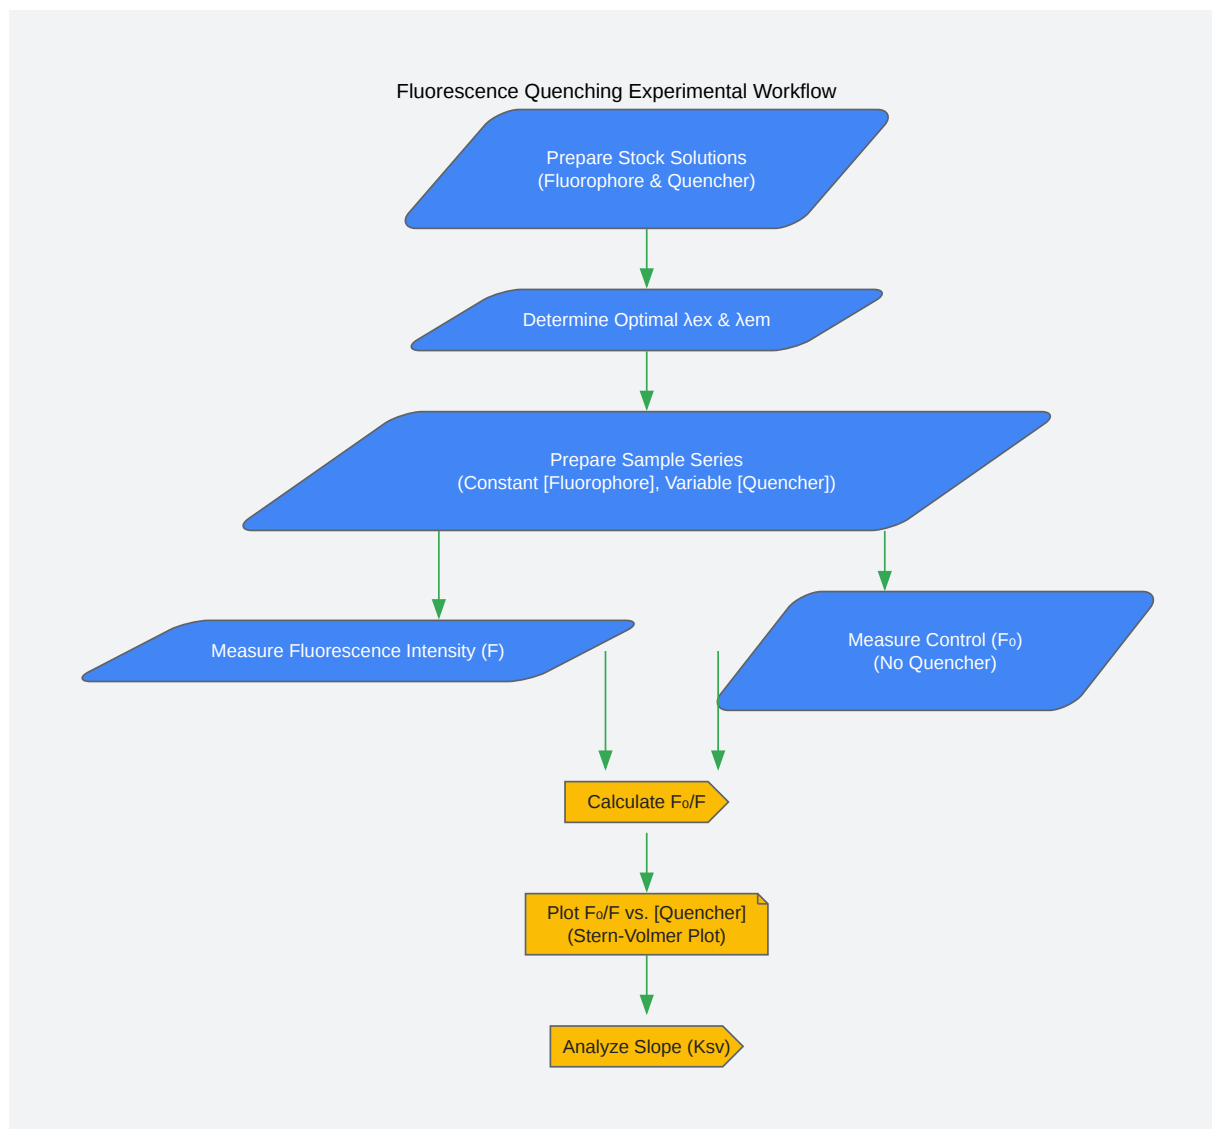 Fluorescence Quenching Experimental Workflow
Prepare Stock Solutions
(Fluorophore & Quencher)
Determine Optimal λex & λem
Prepare Sample Series
(Constant [Fluorophore], Variable [Quencher])
Measure Fluorescence Intensity (F)
Measure Control (F₀)
(No Quencher)
Calculate F₀/F
Plot F₀/F vs. [Quencher]
(Stern-Volmer Plot)
Analyze Slope (Ksv)